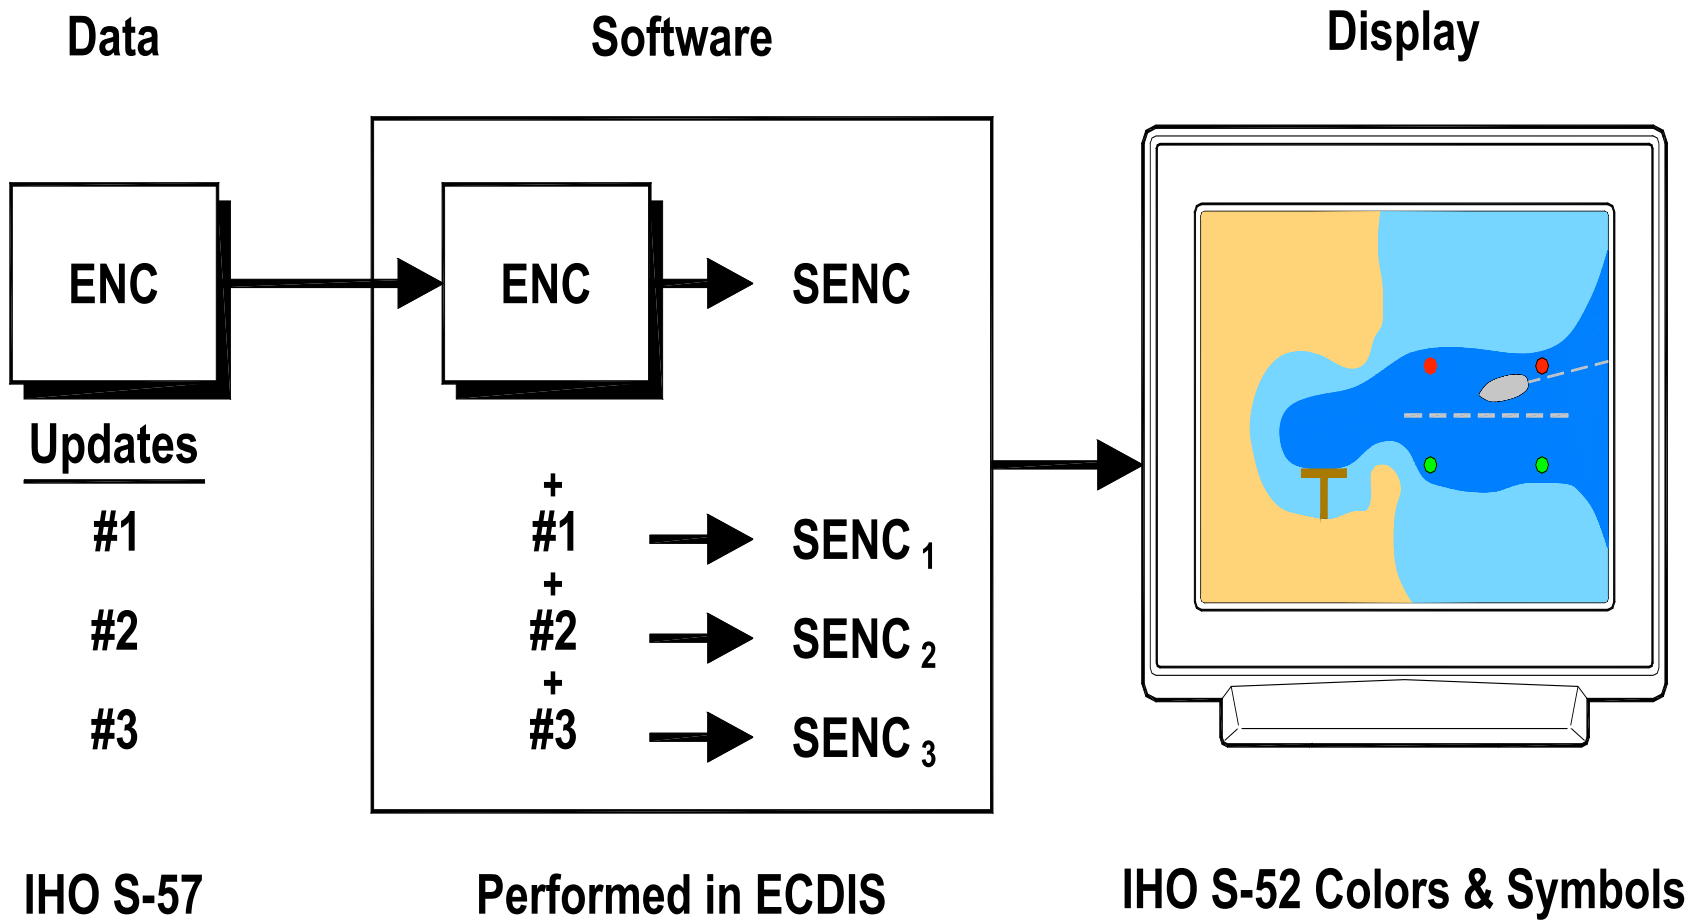 Data
Software
Display
ENC
ENC
SENC
Updates
+
#1
#1
SENC 1
+
#2
#2
SENC 2
+
#3
#3
SENC 3
IHO S-57
Performed in ECDIS
IHO S-52 Colors & Symbols